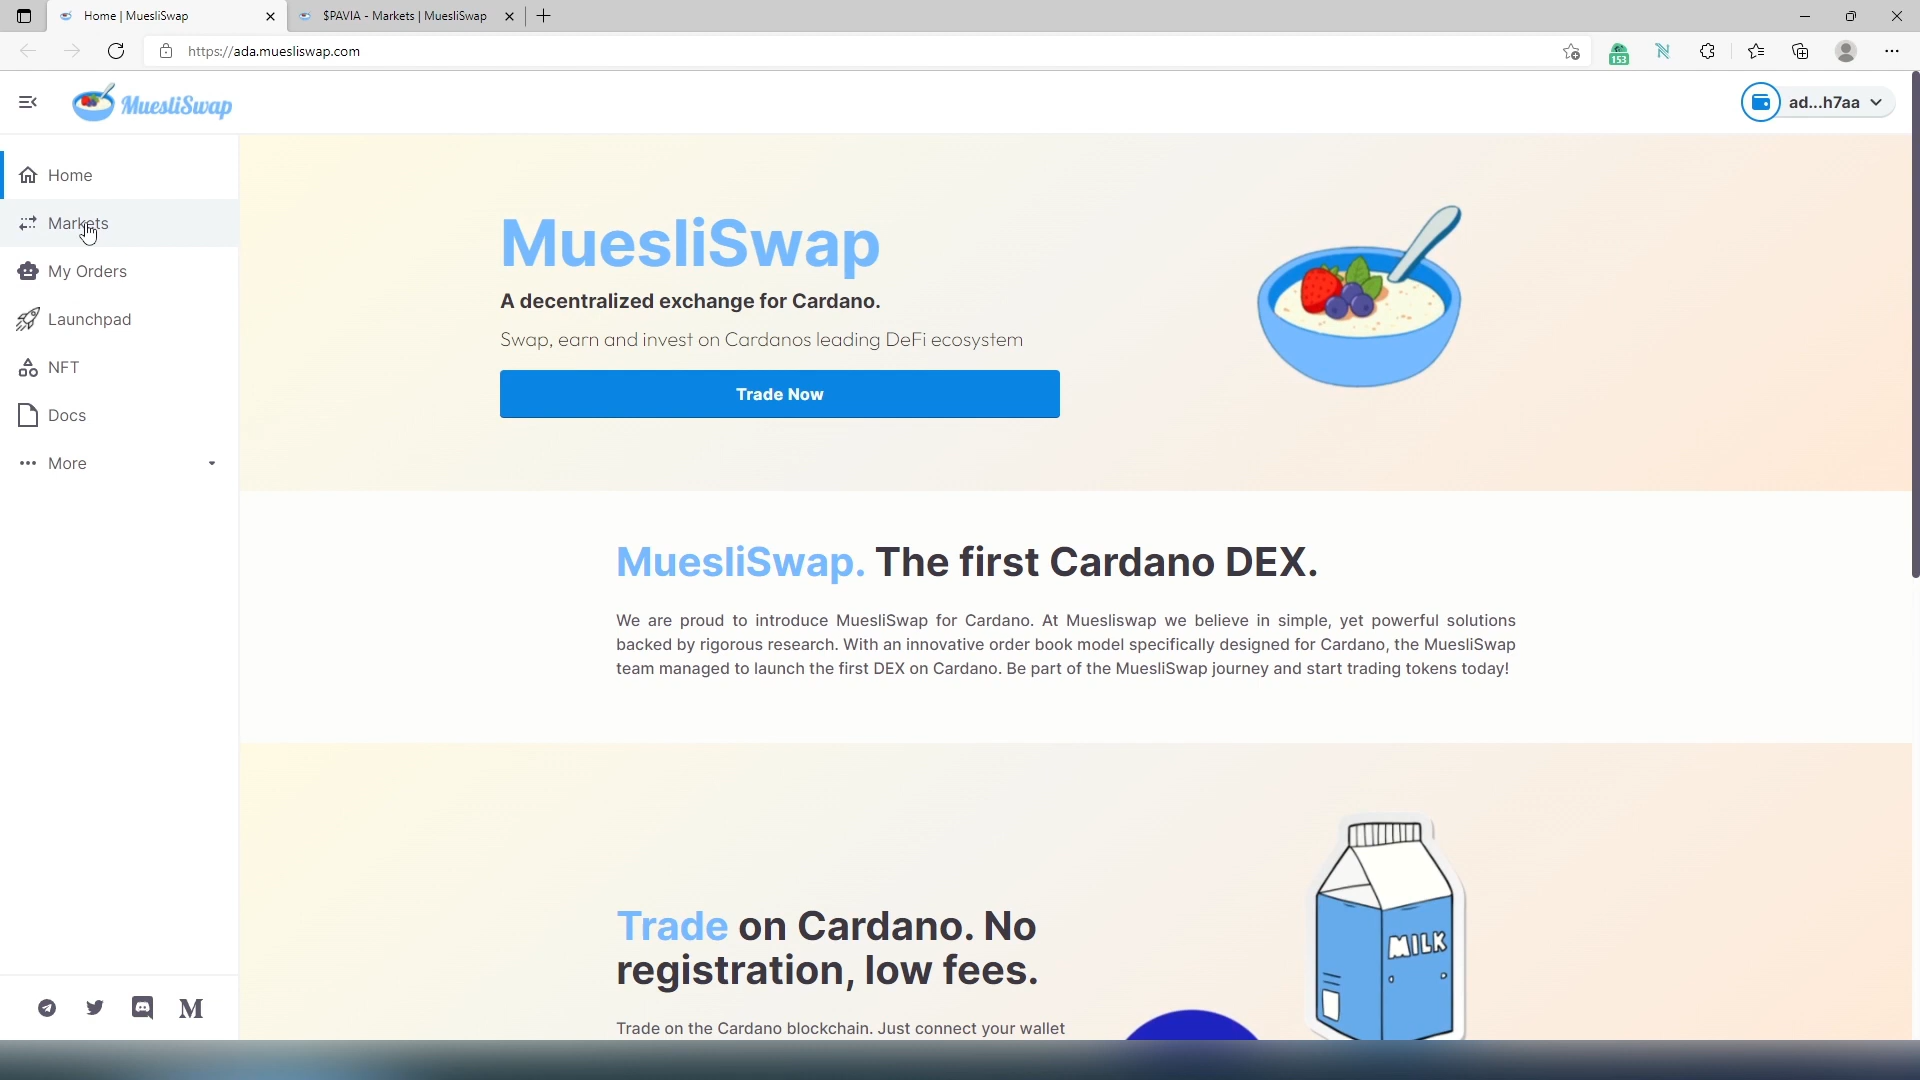 Home | MuesliSwap
$PAVIA - Markets | MuesliSwap
https://ada.muesliswap.com
153
MuesliSwap
ad...h7aa
Home
Markets
My Orders
Launchpad
NFT
Docs
More
MuesliSwap
A decentralized exchange for Cardano.
Swap, earn and invest on Cardanos leading DeFi ecosystem
Trade Now
MuesliSwap. The first Cardano DEX.
We are proud to introduce MuesliSwap for Cardano. At Muesliswap we believe in simple, yet powerful solutions
backed by rigorous research. With an innovative order book model specifically designed for Cardano, the MuesliSwap
team managed to launch the first DEX on Cardano. Be part of the MuesliSwap journey and start trading tokens today!
Trade on Cardano. No
registration, low fees.
MILK
Trade on the Cardano blockchain. Just connect your wallet